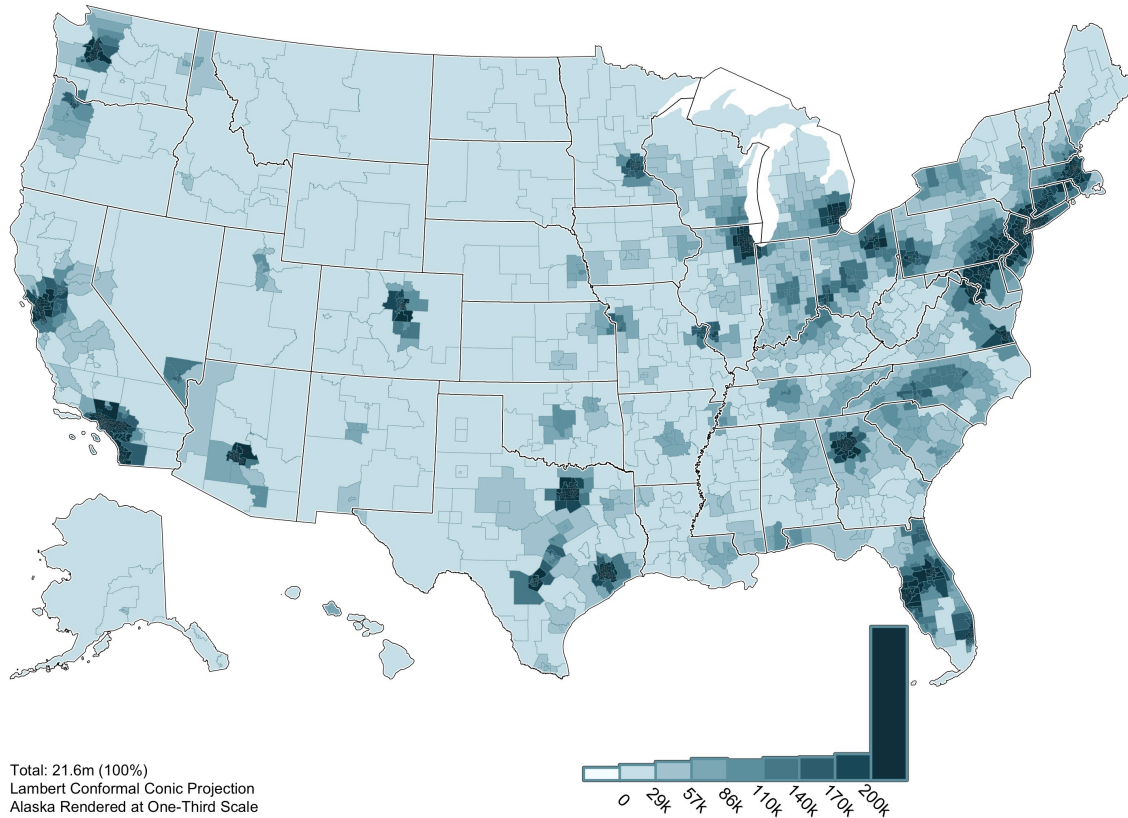 0
29k
57k
86k
110k
140k
170k
200k
Total: 21.6m (100%)
Lambert Conformal Conic Projection
Alaska Rendered at One-Third Scale